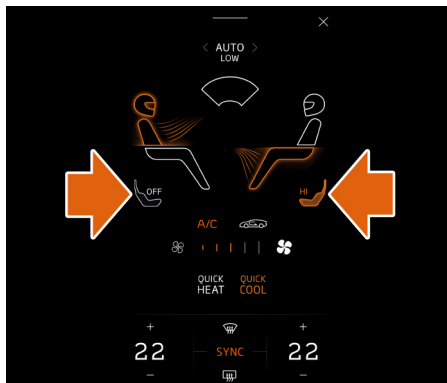 AUTO
LOW
OFF
HI
A/C
QUICK HEAT
QUICK COOL
+ +
22 SYNC 22
- -